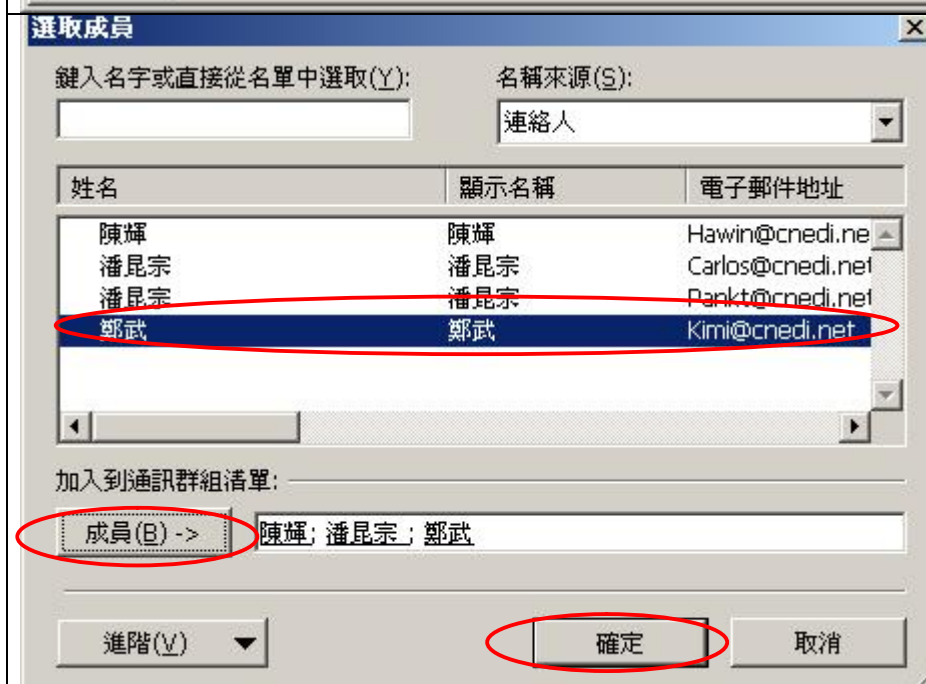 選取成員
鍵入名字或直接從名單中選取(Y): 名稱來源(S):
連絡人
姓名 顯示名稱 電子郵件地址
陳輝 陳輝 Hawin@cnedi.ne
潘昆宗 潘昆宗 Carlos@cnedi.net
潘昆宗 潘昆宗 Pankt@cnedi.net
鄭武 鄭武 Kimi@cnedi.net
加入到通訊群組清單:
成員(B) -> 陳輝; 潘昆宗 ; 鄭武
進階(V) 確定 取消